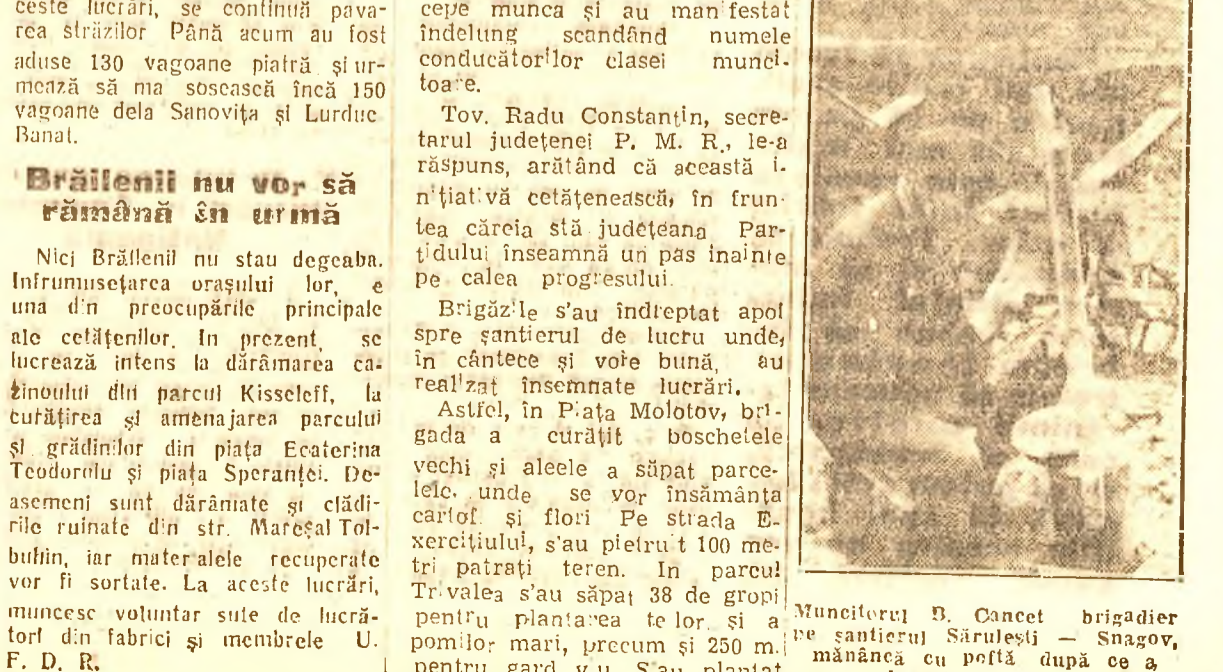 ceste lucrări, se continuă pava-
rea străzilor Până acum au fost
aduse 130 vagoane piatră și ur-
mează să ma sosească încă 150
vagoane dela Sanovița și Lurduc
Banat.
Brăilenii nu vor să
rămână în urmă
Nici Brăilenii nu stau degeaba.
Infrumusețarea orașului lor, e
una din preocupările principale
ale cetățenilor. In prezent, se
lucrează intens la dărâmarea ca-
zinoului din parcul Kisseleff, la
curățirea și amenajarea parcului
și grădinilor din piața Ecaterina
Teodoroiu și piața Speranței. De-
asemeni sunt dărâmate și clădi-
rile ruinate din str. Mareșal Tol-
buhin, iar mater alele recuperate
vor fi sortate. La aceste lucrări,
muncesc voluntar sute de lucră-
tori din fabrici și membrele U.
F. D. R.
cepe munca și au manifestat
îndelung scandând numele
conducătorilor clasei munci-
toare.
Tov. Radu Constantin, secre-
tarul județenei P. M. R., le-a
răspuns, arătând că această i-
nițiativă cetățenească, în frun-
tea căreia stă județeana Par-
tidului înseamnă un pas inainte
pe calea progresului.
Brigăzile s'au îndreptat apoi
spre șantierul de lucru unde,
în cântece și voie bună, au
realizat însemnate lucrări.
Astfel, în Piața Molotov, bri-
gada a curățit boschetele
vechi și aleele a săpat parce-
lele, unde se vor însămânța
cartofi și flori Pe strada E-
xercițiului, s'au pietruit 100 me-
tri patrați teren. In parcul
Trivalea s'au săpat 38 de gropi
pentru plantarea teilor și a
pomilor mari, precum și 250 m.
pentru gard viu. S'au plantat
Muncitorul B. Cancet brigadier
pe șantierul Sărulești — Snagov,
mănâncă cu poftă după ce a